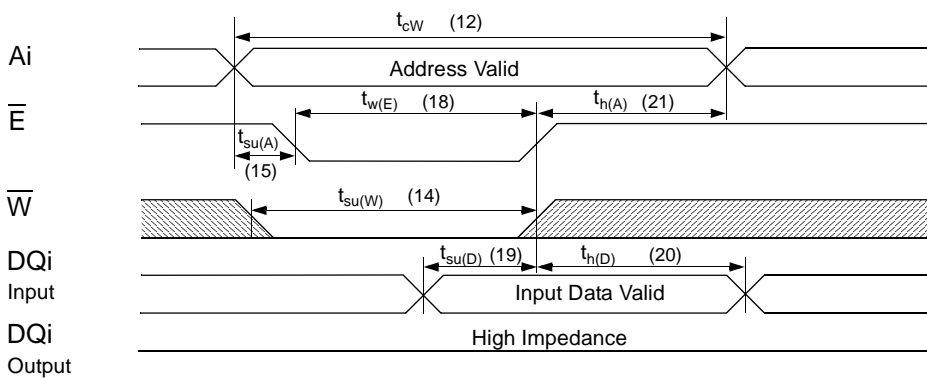 t_cW (12)
Ai
Address Valid
t_w(E) (18)
t_h(A) (21)
E̅
t_su(A)
(15)
W̅
t_su(W) (14)
DQi
t_su(D) (19)
t_h(D) (20)
Input
Input Data Valid
DQi
High Impedance
Output